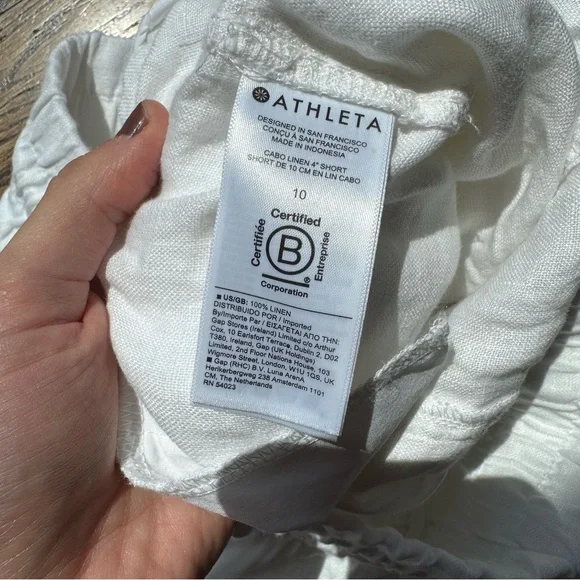 ATHLETA
DESIGNED IN SAN FRANCISCO
CONÇU À SAN FRANCISCO
MADE IN INDONESIA
CABO LINEN 4" SHORT
SHORT DE 10 CM EN LIN CABO
10
Certified
Certifiée
B
Entreprise
Corporation
■ US/GB: 100% LINEN
DISTRIBUIDO POR / Imported
By/Importe Par / ΕΙΣΑΓΕΤΑΙ ΑΠΟ ΤΗΝ:
Gap Stores (Ireland) Limited c/o Arthur
Cox, 10 Earlsfort Terrace, Dublin 2, D02
T380, Ireland, Gap (UK Holdings)
Limited, 2nd Floor Nations House, 103
Wigmore Street, London, W1U 1QS, UK
■ Gap (RHC) B.V. Luna ArenA
Herikerbergweg 238 Amsterdam 1101
CM, The Netherlands
RN 54023